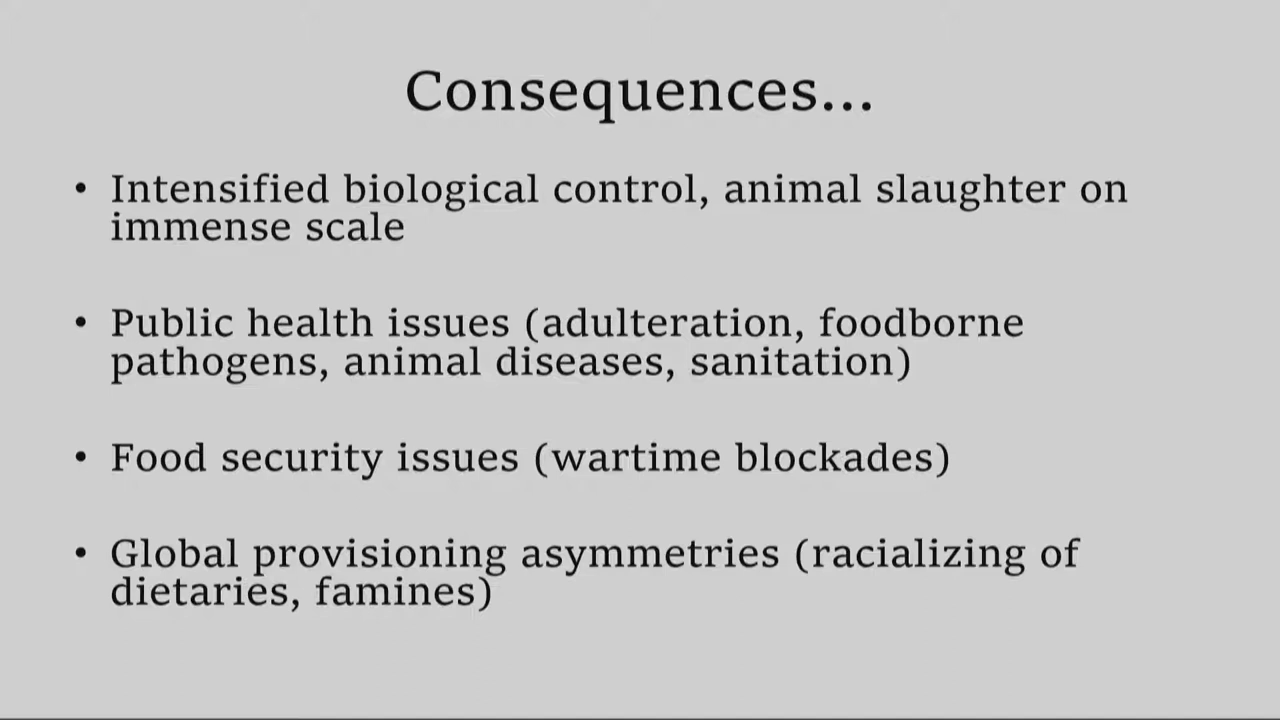 Consequences...
• Intensified biological control, animal slaughter on
immense scale
• Public health issues (adulteration, foodborne
pathogens, animal diseases, sanitation)
• Food security issues (wartime blockades)
• Global provisioning asymmetries (racializing of
dietaries, famines)